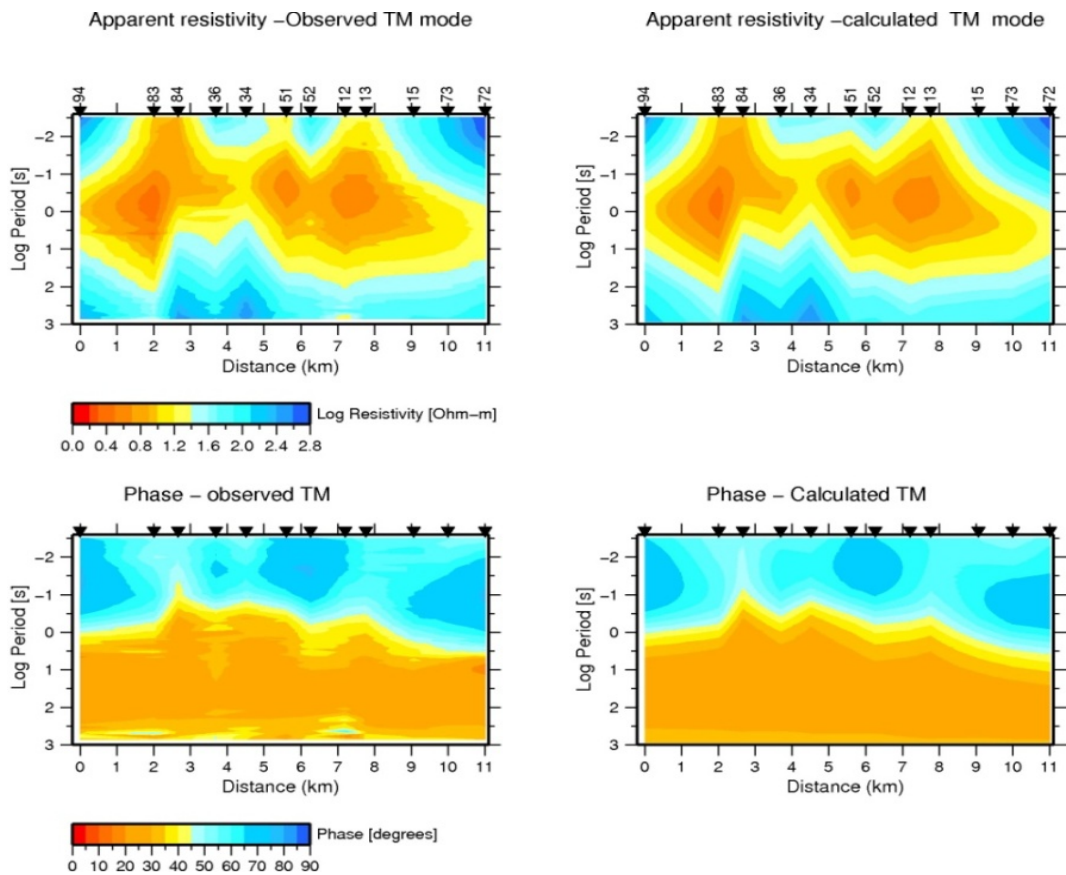 Apparent resistivity –Observed TM mode
Apparent resistivity –calculated TM mode
94 83 84 36 34 51 52 12 13 15 73 72
94 83 84 36 34 51 52 12 13 15 73 72
Log Period [s]
−2 −1 0 1 2 3
0 1 2 3 4 5 6 7 8 9 10 11
Distance (km)
Log Period [s]
−2 −1 0 1 2 3
0 1 2 3 4 5 6 7 8 9 10 11
Distance (km)
Log Resistivity [Ohm−m]
0.0 0.4 0.8 1.2 1.6 2.0 2.4 2.8
Phase – observed TM
Phase – Calculated TM
Log Period [s]
−2 −1 0 1 2 3
0 1 2 3 4 5 6 7 8 9 10 11
Distance (km)
Log Period [s]
−2 −1 0 1 2 3
0 1 2 3 4 5 6 7 8 9 10 11
Distance (km)
Phase [degrees]
0 10 20 30 40 50 60 70 80 90